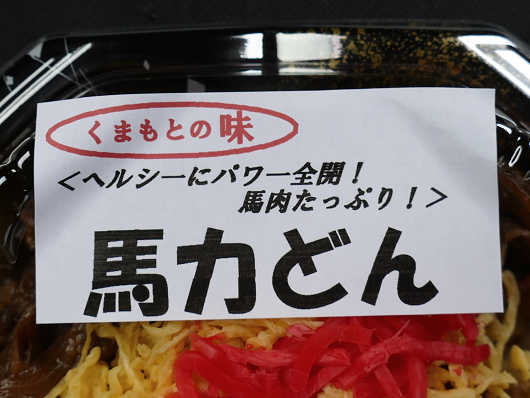 くまもとの味
＜ヘルシーにパワー全開！
馬肉たっぷり！＞
馬力どん